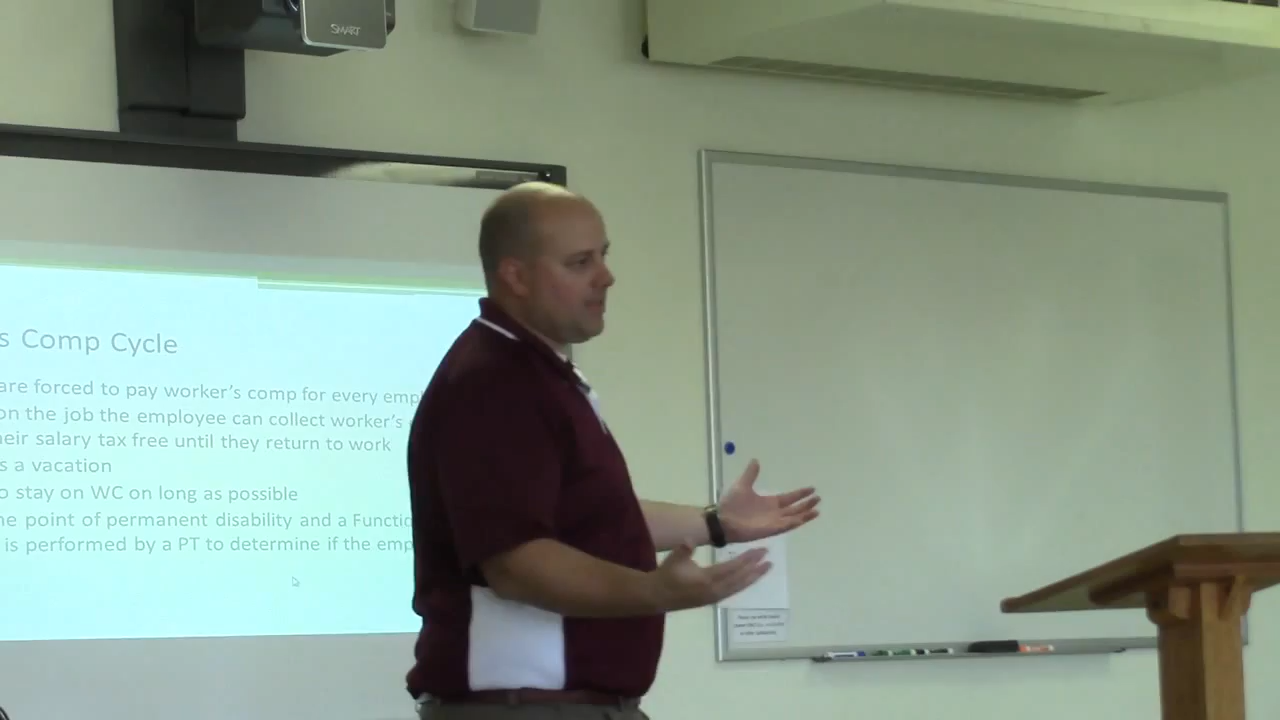 SMART
s Comp Cycle
are forced to pay worker's comp for every emp
on the job the employee can collect worker's
heir salary tax free until they return to work
s a vacation
o stay on WC on long as possible
he point of permanent disability and a Functi
is performed by a PT to determine if the emp